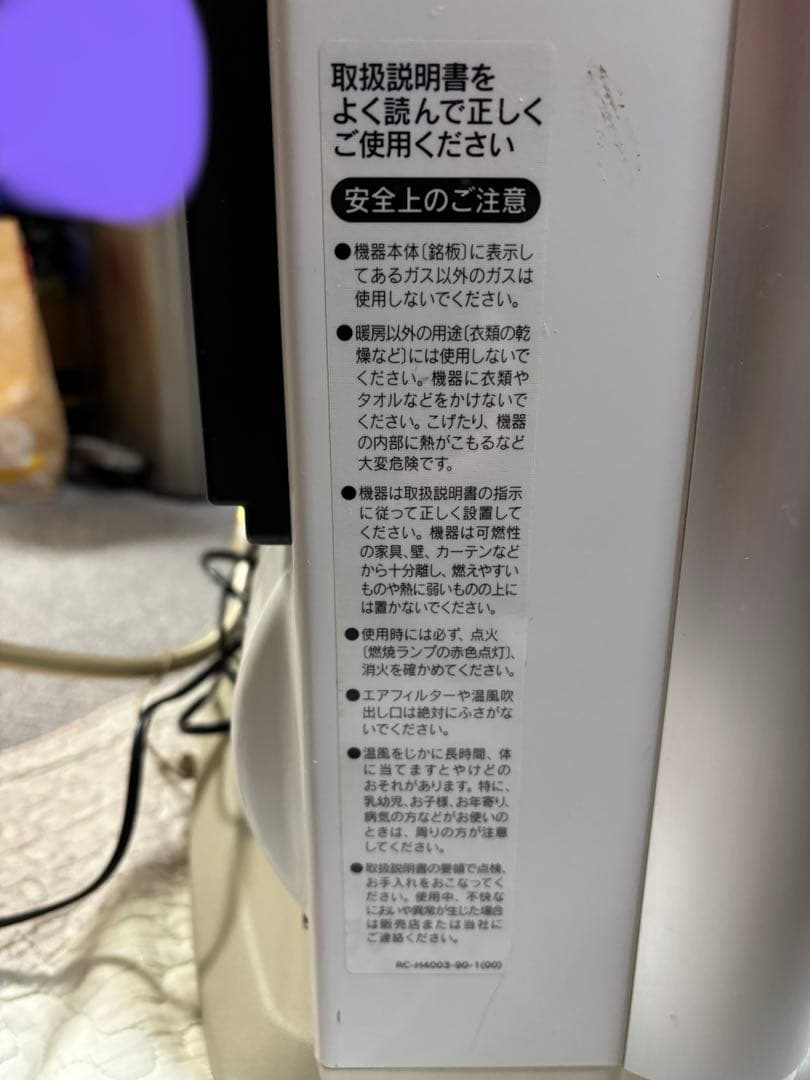 取扱説明書を
よく読んで正しく
ご使用ください
安全上のご注意
●機器本体〔銘板〕に表示し
てあるガス以外のガスは
使用しないでください。
●暖房以外の用途〔衣類の乾
燥など〕には使用しないで
ください。機器に衣類や
タオルなどをかけないで
ください。こげたり、機器
の内部に熱がこもるなど
大変危険です。
●機器は取扱説明書の指示
に従って正しく設置して
ください。機器は可燃性
の家具、壁、カーテンなど
から十分離し、燃えやすい
ものや熱に弱いものの上に
は置かないでください。
●使用時には必ず、点火
〔燃焼ランプの赤色点灯〕、
消火を確かめてください。
●エアフィルターや温風吹
出し口は絶対にふさがな
いでください。
●温風をじかに長時間、体
に当てますとやけどの
おそれがあります。特に、
乳幼児、お子様、お年寄り、
病気の方などがお使いの
ときは、周りの方が注意
してください。
●取扱説明書の要領で点検、
お手入れをおこなってく
ださい。使用中、不快な
においや異常が生じた場合
は販売店または当社に
ご連絡ください。
RC-H4003-90-1(00)